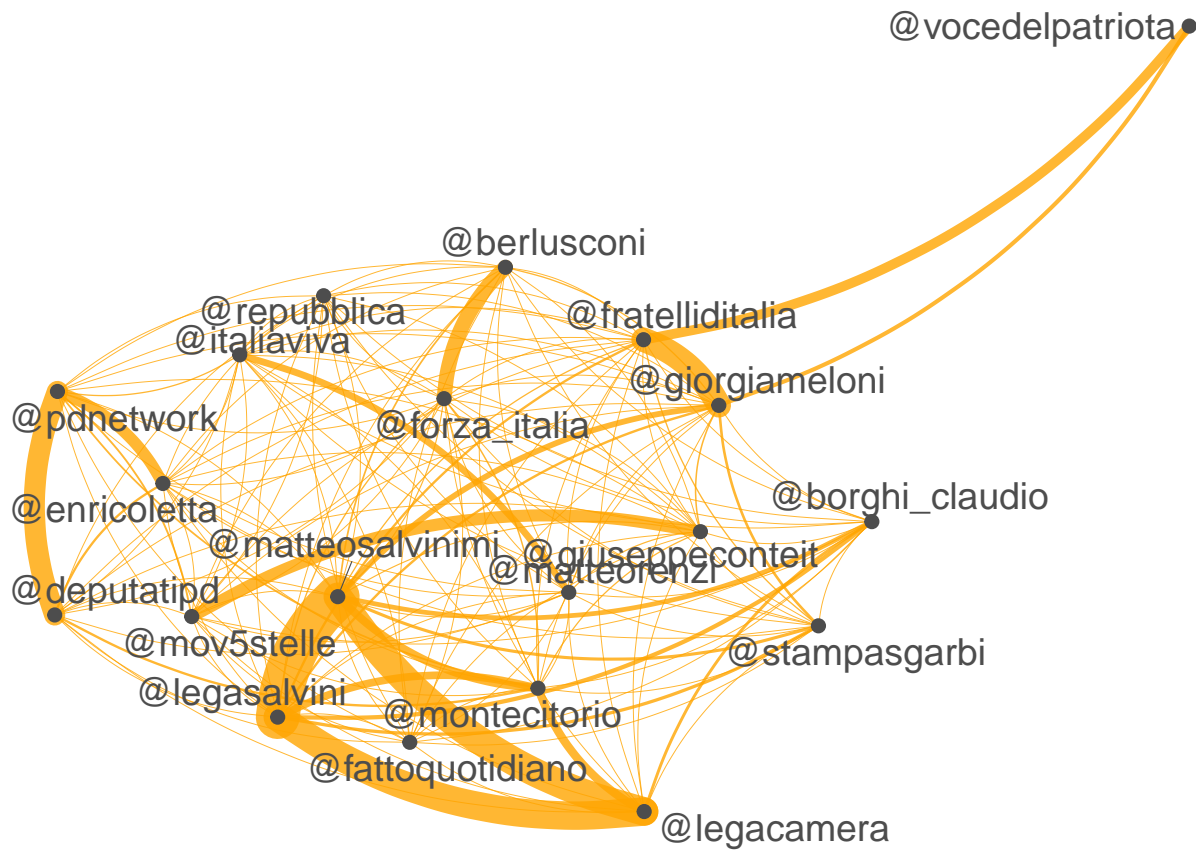 @vocedelpatriota
@berlusconi
@repubblica
@fratelliditalia
@italiaviva
@giorgiameloni
@pdnetwork
@forza_italia
@borghi_claudio
@enricoletta
@matteosalvinimi
@giuseppeconteit
@matteorenzi
@deputatipd
@mov5stelle
@stampasgarbi
@legasalvini
@montecitorio
@fattoquotidiano
@legacamera